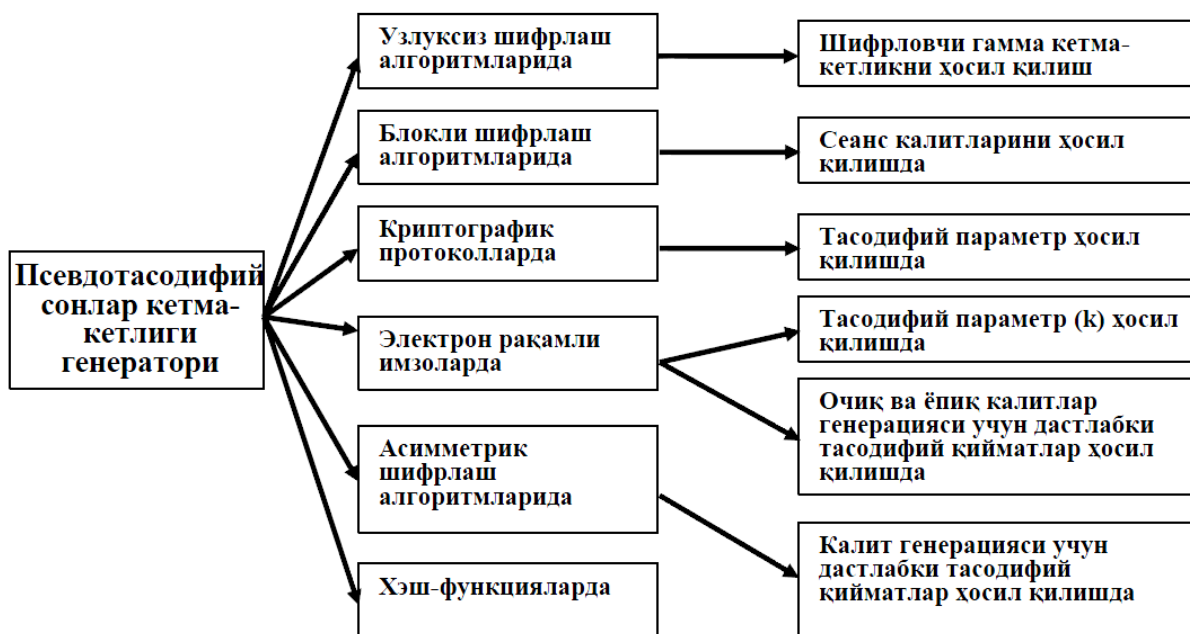 Псевдотасодифий
сонлар кетма-
кетлиги
генератори
Узлуксиз шифрлаш
алгоритмларида
Шифрловчи гамма кетма-
кетликни ҳосил қилиш
Блокли шифрлаш
алгоритмларида
Сеанс калитларини ҳосил
қилишда
Криптографик
протоколларда
Тасодифий параметр ҳосил
қилишда
Электрон рақамли
имзоларда
Тасодифий параметр (k) ҳосил
қилишда
Очиқ ва ёпиқ калитлар
генерацияси учун дастлабки
тасодифий қийматлар ҳосил
қилишда
Асимметрик
шифрлаш
алгоритмларида
Калит генерацияси учун
дастлабки тасодифий
қийматлар ҳосил қилишда
Хэш-функцияларда